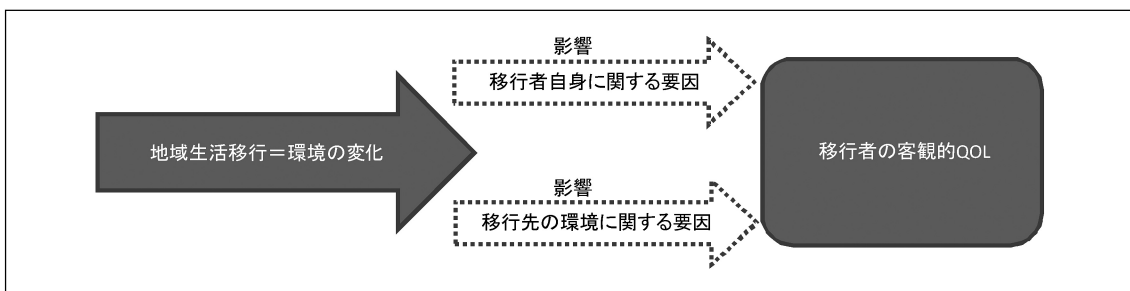 地域生活移行＝環境の変化
影響
移行者自身に関する要因
影響
移行先の環境に関する要因
移行者の客観的QOL